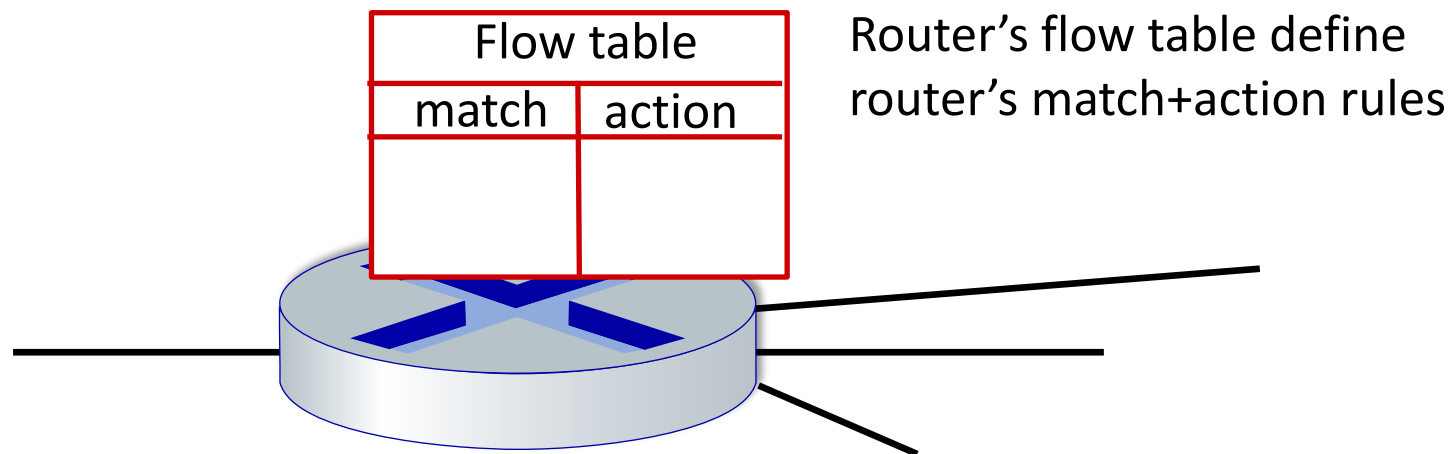 Flow table
match action
Router’s flow table define
router’s match+action rules